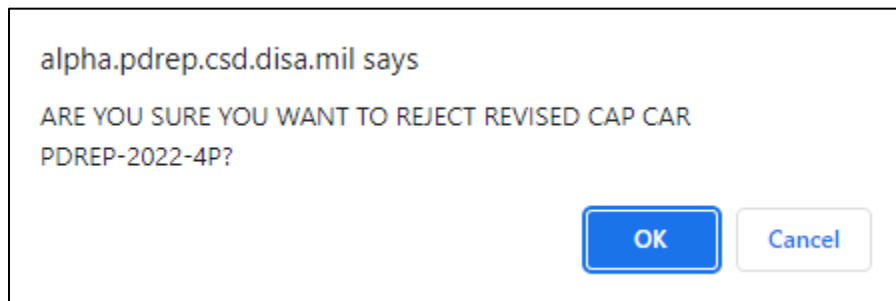 alpha.pdrep.csd.disa.mil says
ARE YOU SURE YOU WANT TO REJECT REVISED CAP CAR
PDREP-2022-4P?
OK
Cancel